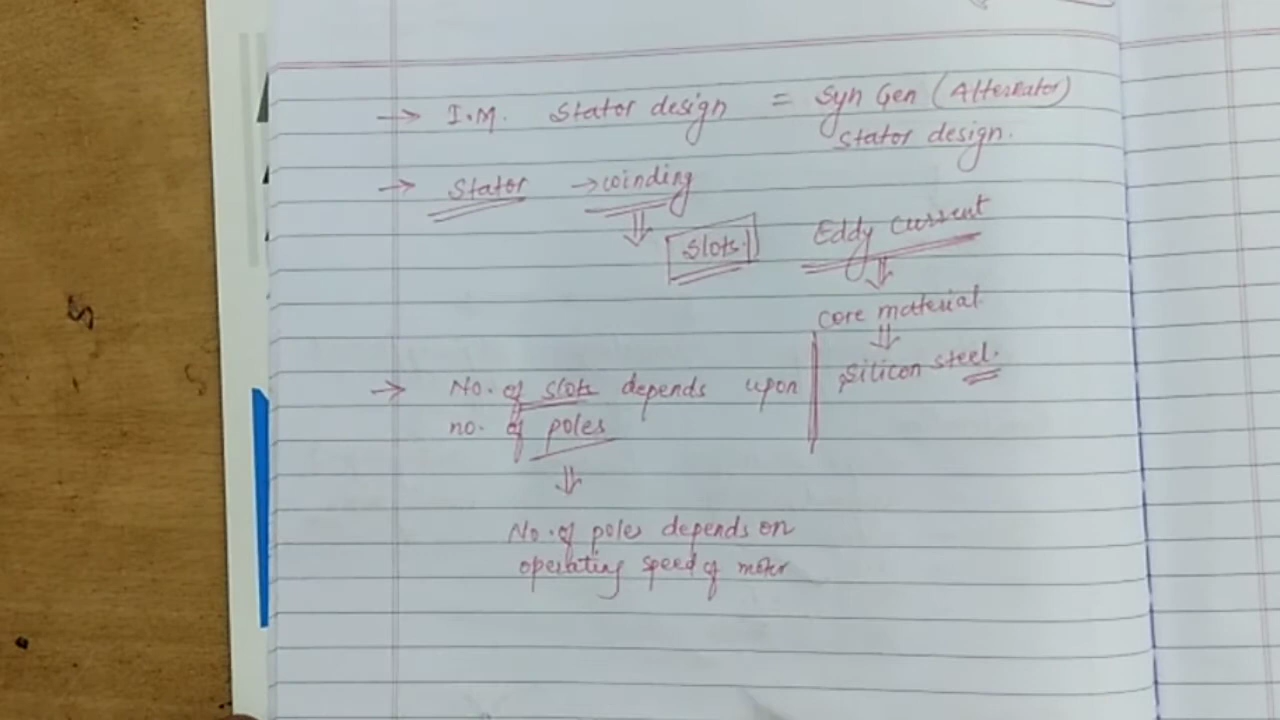 → I.M. Stator design = Syn Gen (Alternator)
stator design.
→ Stator → winding
Slots
Eddy current
core material
silicon steel.
→ No. of slots depends upon
no. of poles
No. of poles depends on
operating speed of motor